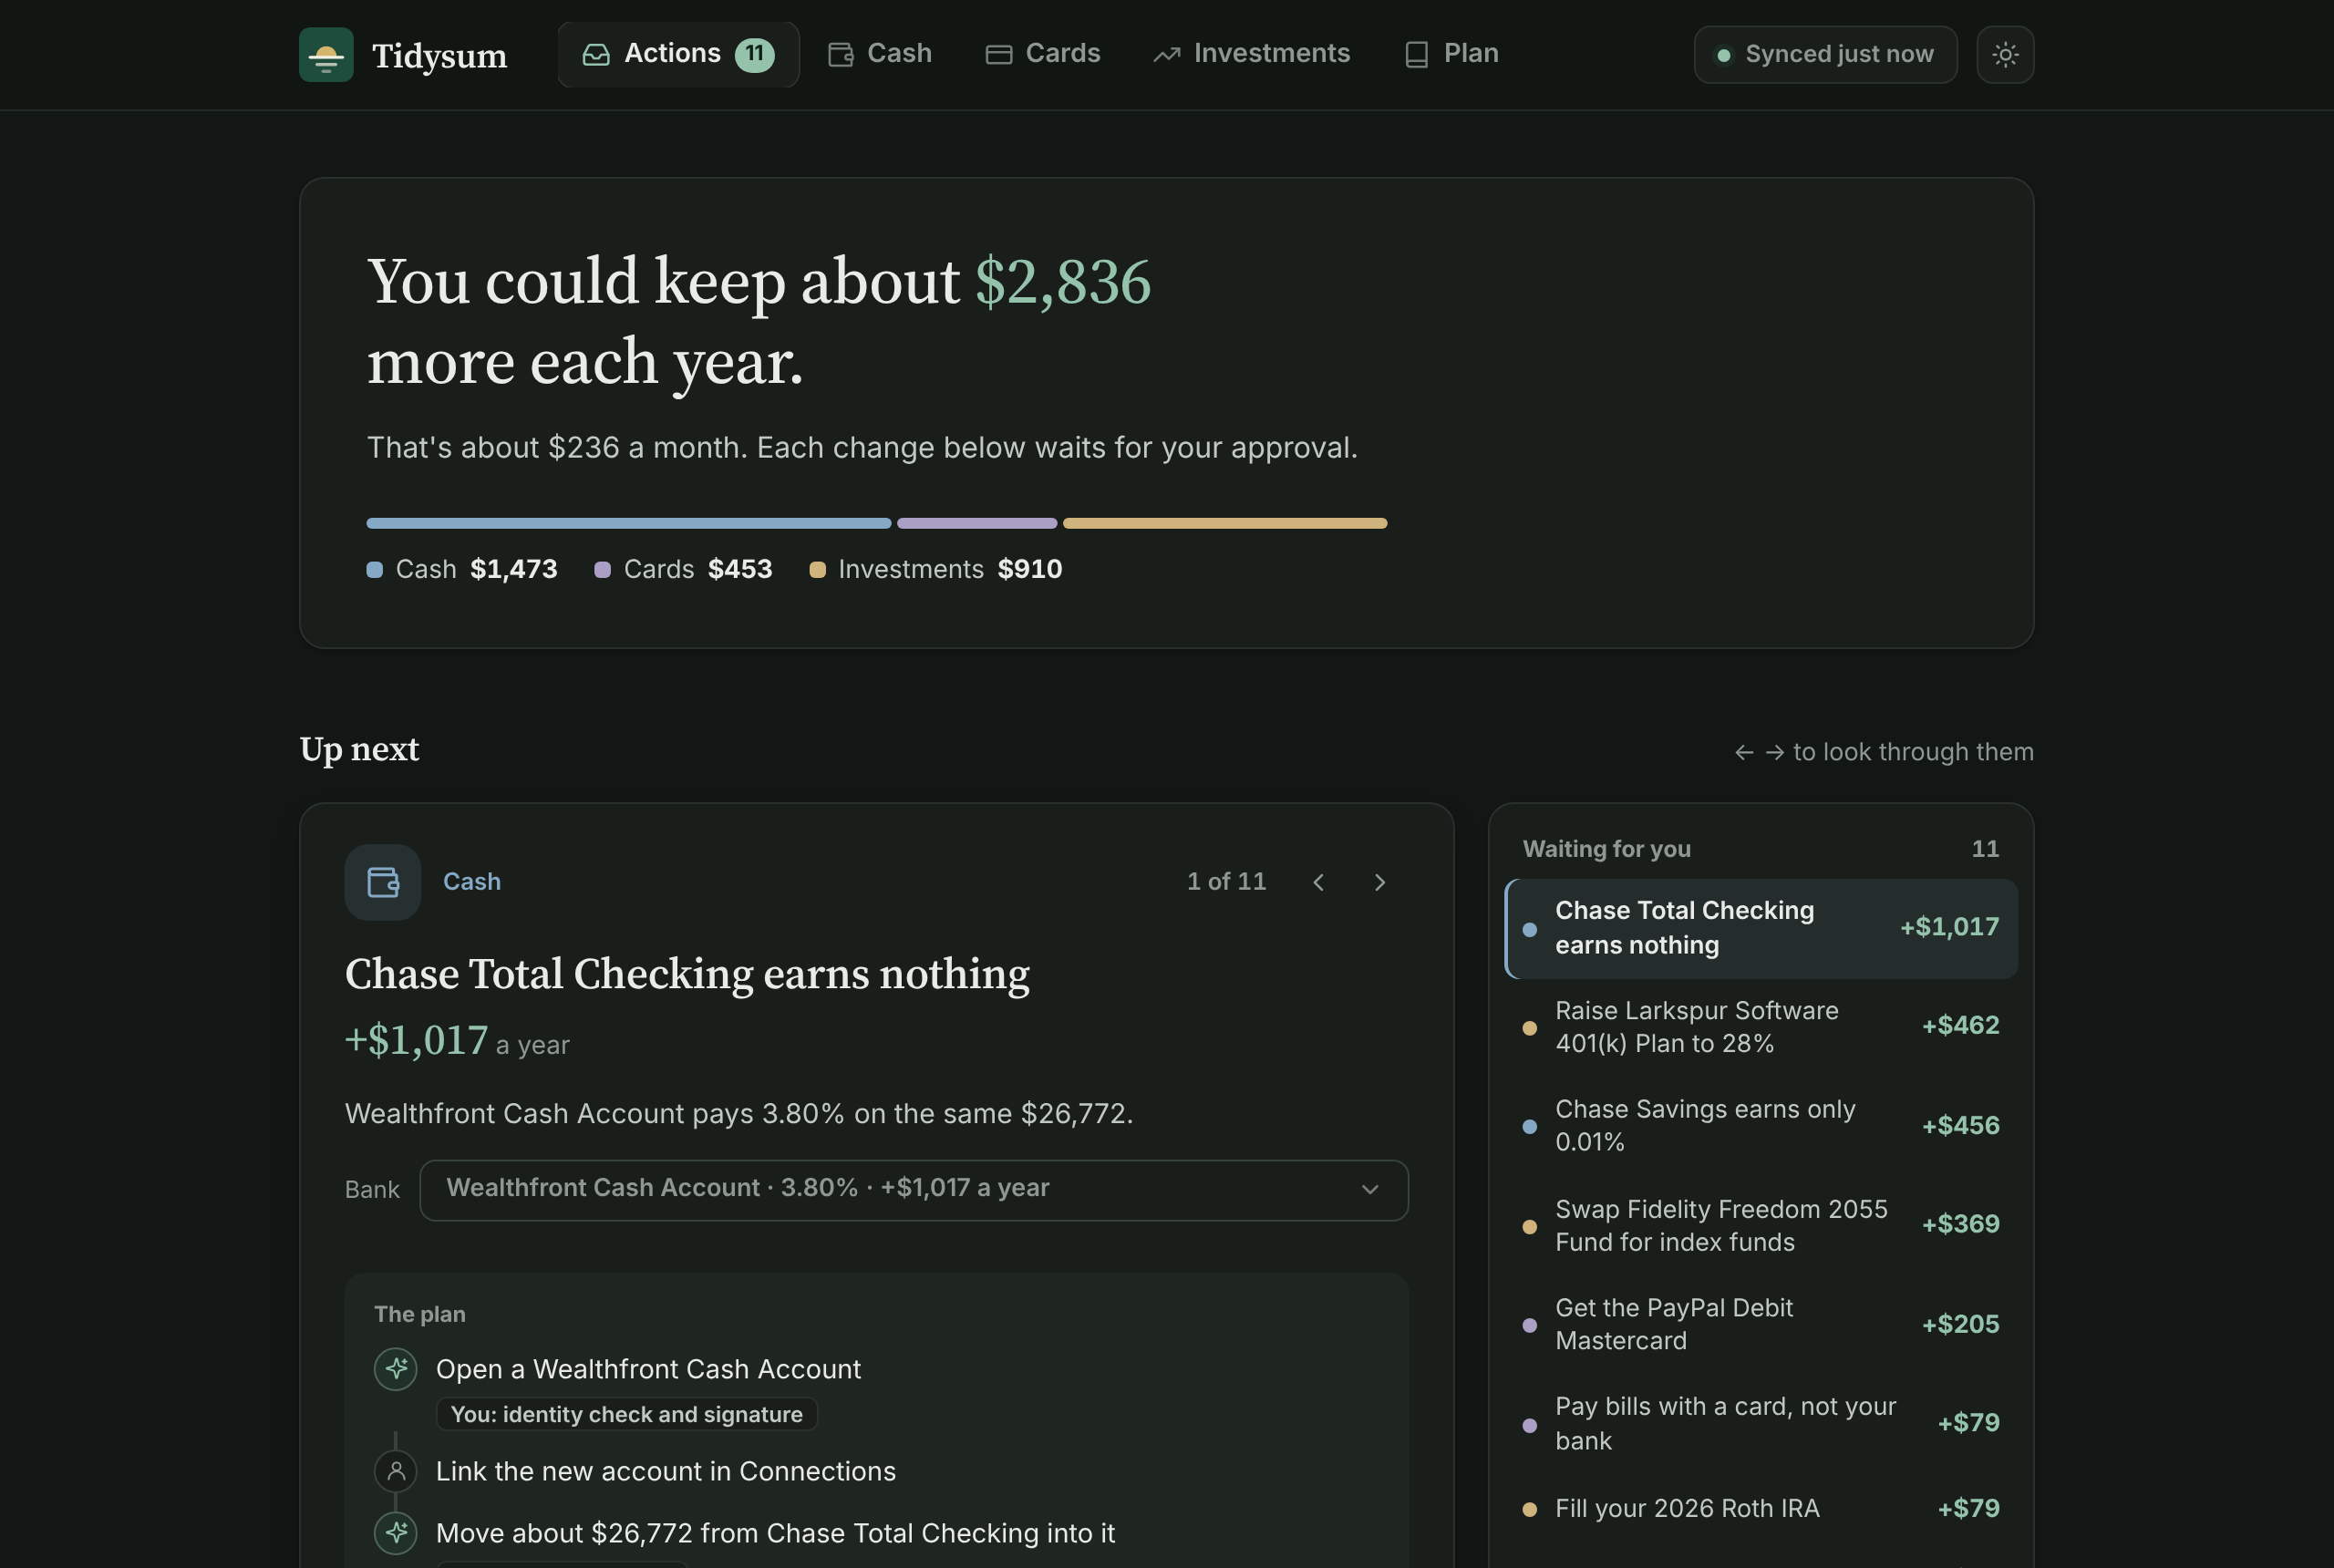 Tidysum
Actions 11
Cash
Cards
Investments
Plan
Synced just now
You could keep about $2,836
more each year.
That's about $236 a month. Each change below waits for your approval.
Cash $1,473
Cards $453
Investments $910
Up next
← → to look through them
Cash
1 of 11
Chase Total Checking earns nothing
+$1,017 a year
Wealthfront Cash Account pays 3.80% on the same $26,772.
Bank
Wealthfront Cash Account · 3.80% · +$1,017 a year
The plan
Open a Wealthfront Cash Account
You: identity check and signature
Link the new account in Connections
Move about $26,772 from Chase Total Checking into it
Waiting for you 11
Chase Total Checking
earns nothing
+$1,017
Raise Larkspur Software
401(k) Plan to 28%
+$462
Chase Savings earns only
0.01%
+$456
Swap Fidelity Freedom 2055
Fund for index funds
+$369
Get the PayPal Debit
Mastercard
+$205
Pay bills with a card, not your
bank
+$79
Fill your 2026 Roth IRA
+$79